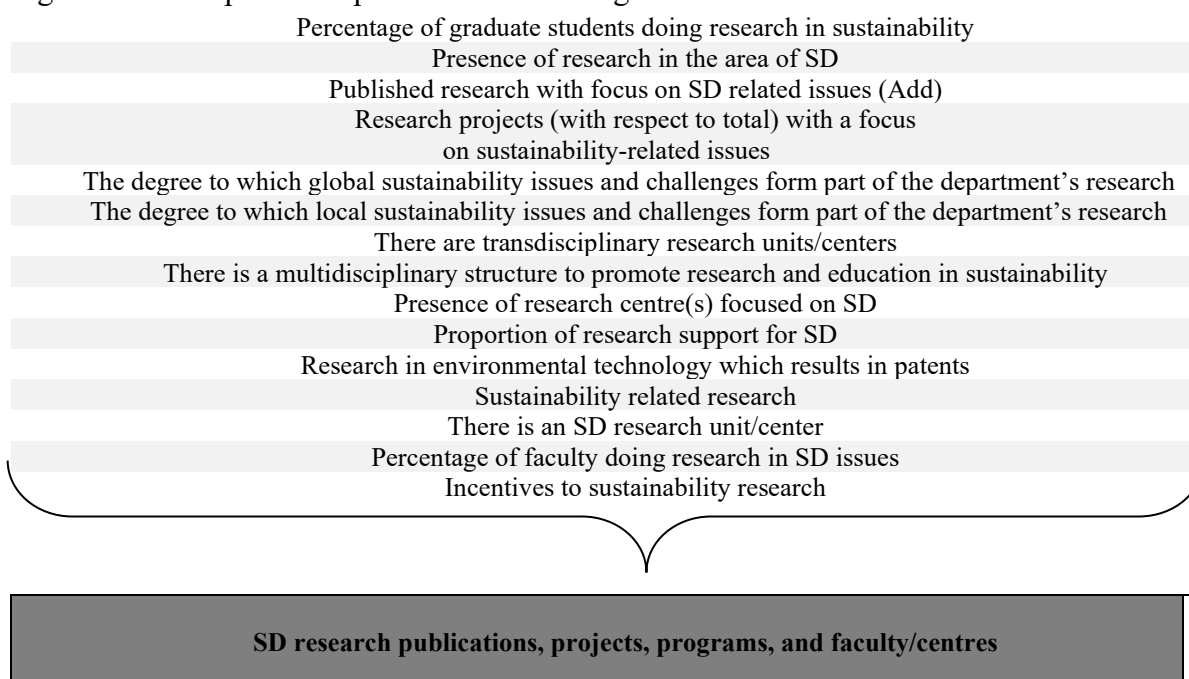 Percentage of graduate students doing research in sustainability
Presence of research in the area of SD
Published research with focus on SD related issues (Add)
Research projects (with respect to total) with a focus
on sustainability-related issues
The degree to which global sustainability issues and challenges form part of the department’s research
The degree to which local sustainability issues and challenges form part of the department’s research
There are transdisciplinary research units/centers
There is a multidisciplinary structure to promote research and education in sustainability
Presence of research centre(s) focused on SD
Proportion of research support for SD
Research in environmental technology which results in patents
Sustainability related research
There is an SD research unit/center
Percentage of faculty doing research in SD issues
Incentives to sustainability research
SD research publications, projects, programs, and faculty/centres